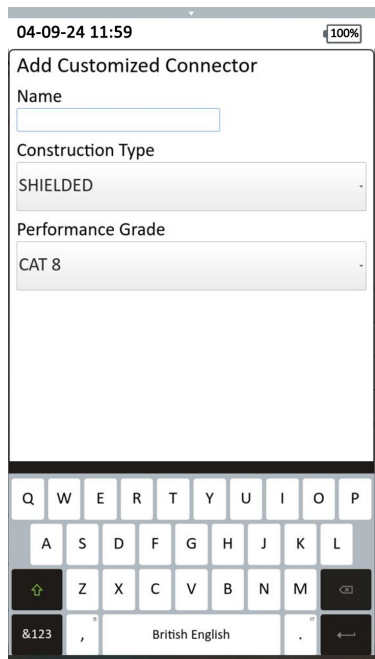 04-09-24 11:59
100%
Add Customized Connector
Name
Construction Type
SHIELDED
Performance Grade
CAT 8
Q W E R T Y U I O P
A S D F G H J K L
Z X C V B N M
&123 , " British English . "